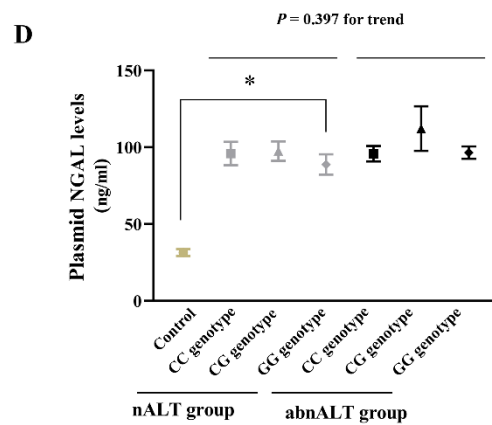 D
P = 0.397 for trend
*
Plasmid NGAL levels
(ng/ml)
150
100
50
0
Control
CC genotype
CG genotype
GG genotype
CC genotype
CG genotype
GG genotype
nALT group
abnALT group